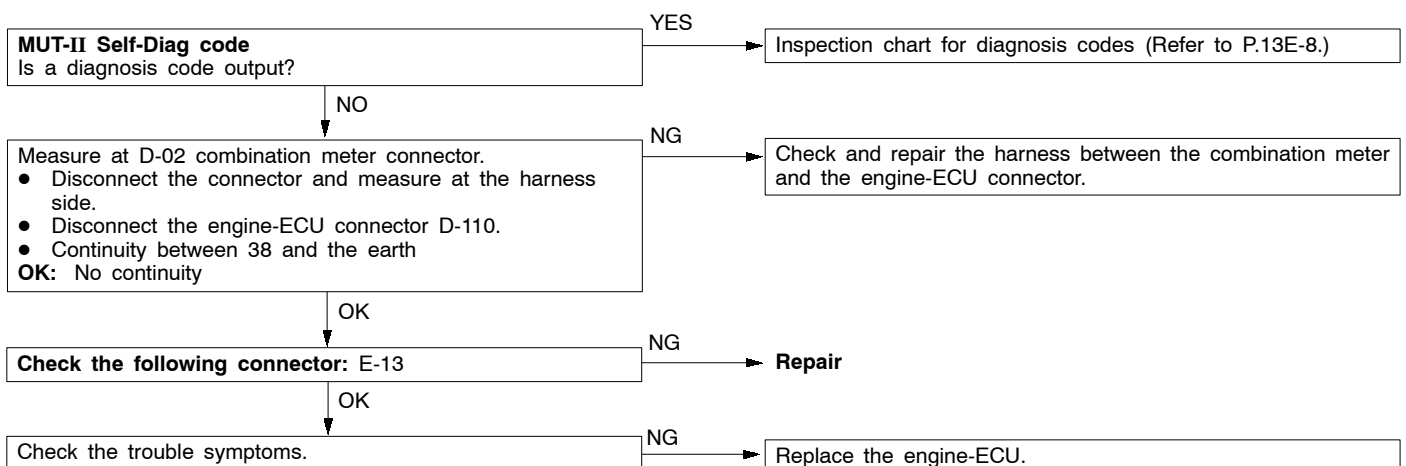 YES
MUT-II Self-Diag code
Is a diagnosis code output?
Inspection chart for diagnosis codes (Refer to P.13E-8.)
NO
NG
Measure at D-02 combination meter connector.
● Disconnect the connector and measure at the harness
side.
● Disconnect the engine-ECU connector D-110.
● Continuity between 38 and the earth
OK: No continuity
Check and repair the harness between the combination meter
and the engine-ECU connector.
OK
NG
Check the following connector: E-13
Repair
OK
NG
Check the trouble symptoms.
Replace the engine-ECU.